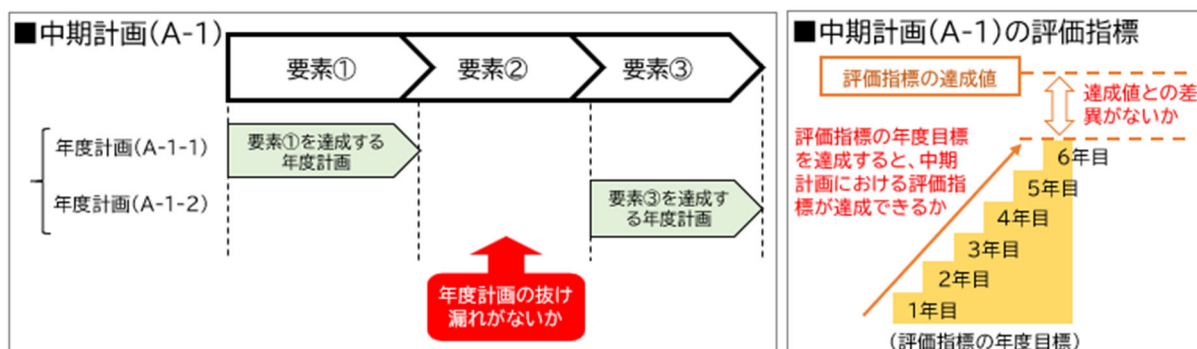 ■中期計画(A-1)
要素①
要素②
要素③
年度計画(A-1-1)
要素①を達成する
年度計画
年度計画(A-1-2)
要素③を達成す
る年度計画
年度計画の抜け
漏れがないか
■中期計画(A-1)の評価指標
評価指標の達成値
達成値との差
異がないか
評価指標の年度目標
を達成すると、中期
計画における評価指
標が達成できるか
6年目
5年目
4年目
3年目
2年目
1年目
(評価指標の年度目標)